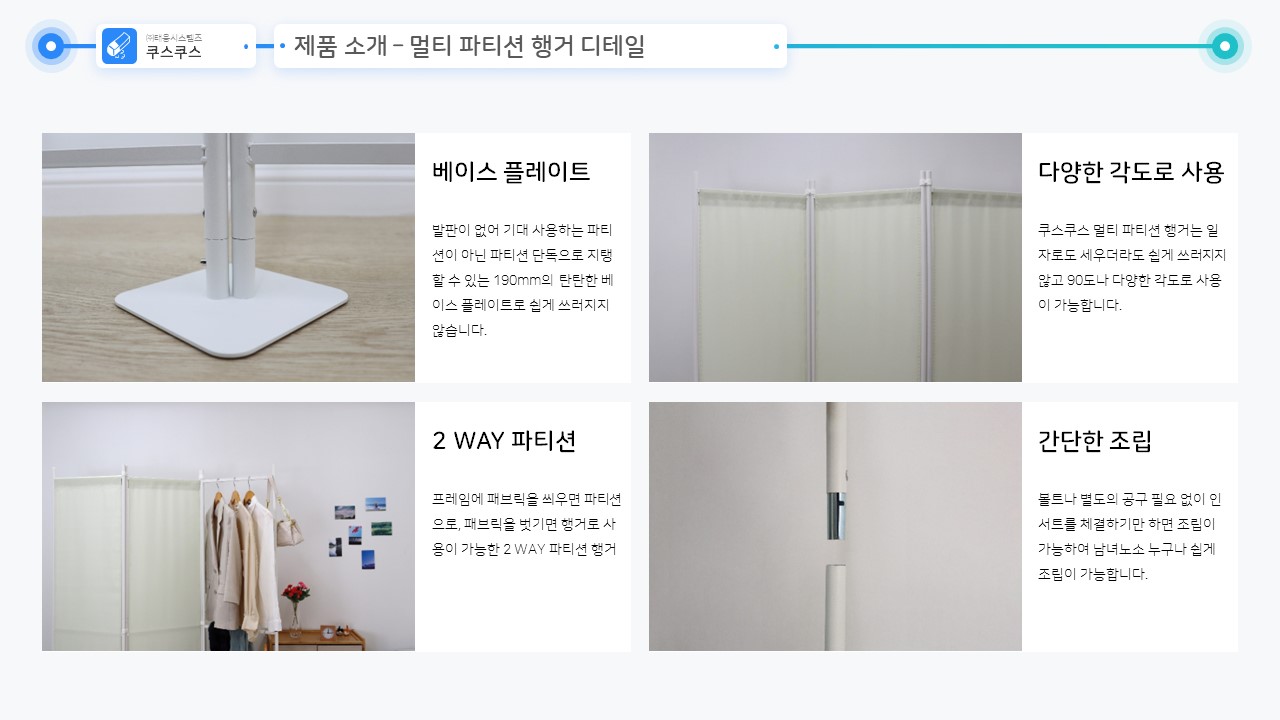 ㈜태웅시스템즈
쿠스쿠스
제품 소개 – 멀티 파티션 행거 디테일
베이스 플레이트
발판이 없어 기대 사용하는 파티
션이 아닌 파티션 단독으로 지탱
할 수 있는 190mm의 탄탄한 베
이스 플레이트로 쉽게 쓰러지지
않습니다.
다양한 각도로 사용
쿠스쿠스 멀티 파티션 행거는 일
자로도 세우더라도 쉽게 쓰러지지
않고 90도나 다양한 각도로 사용
이 가능합니다.
2 WAY 파티션
프레임에 패브릭을 씌우면 파티션
으로, 패브릭을 벗기면 행거로 사
용이 가능한 2 WAY 파티션 행거
간단한 조립
볼트나 별도의 공구 필요 없이 인
서트를 체결하기만 하면 조립이
가능하여 남녀노소 누구나 쉽게
조립이 가능합니다.